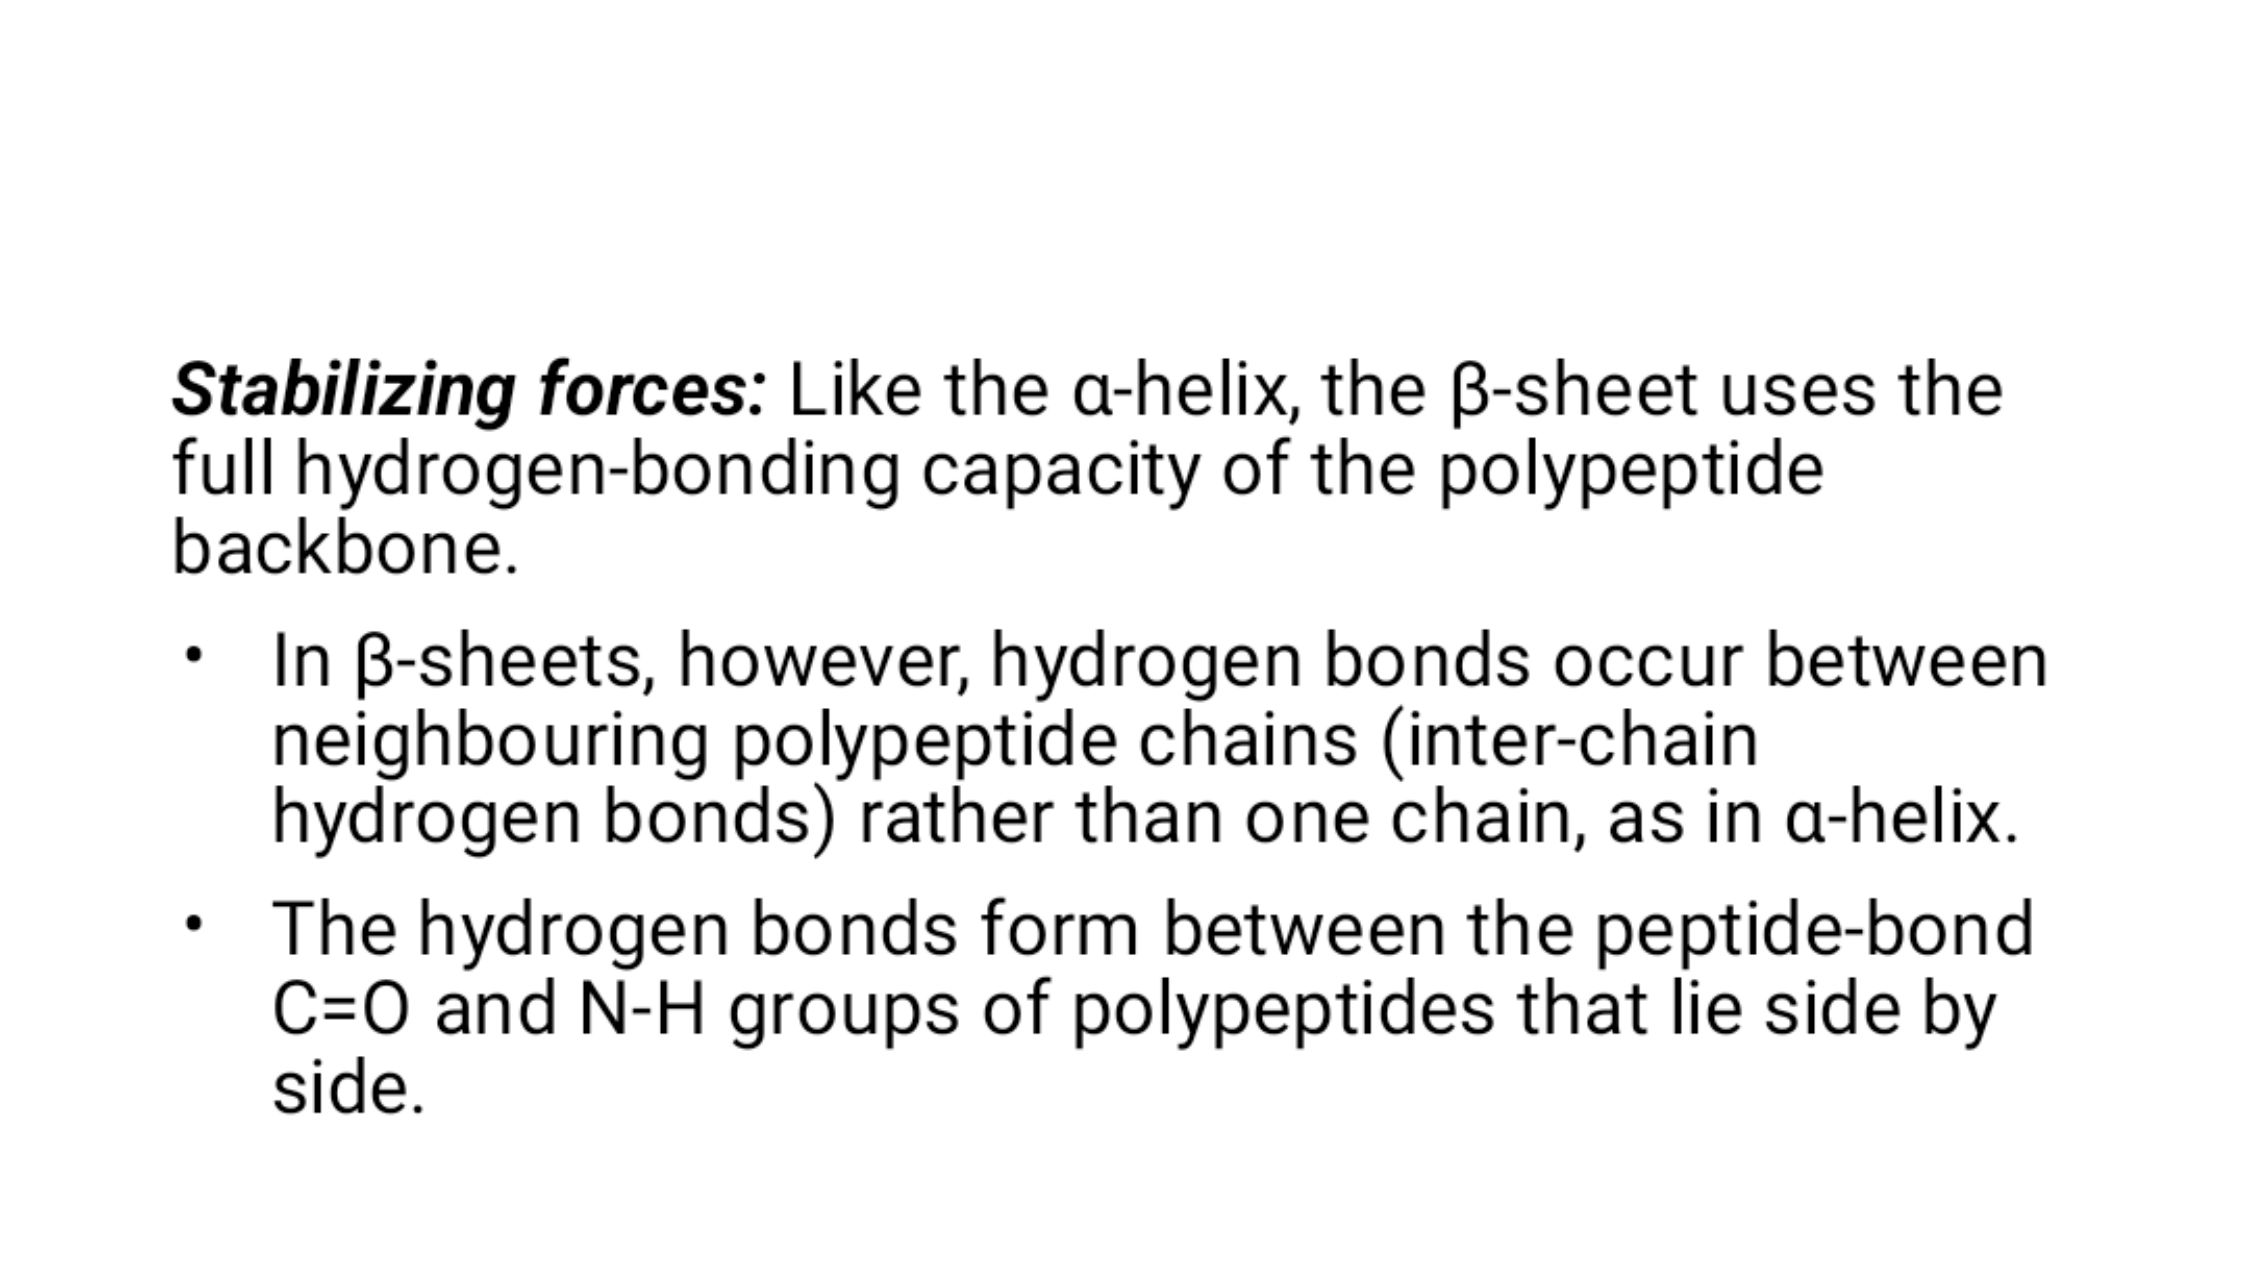 Stabilizing forces: Like the α-helix, the β-sheet uses the
full hydrogen-bonding capacity of the polypeptide
backbone.
• In β-sheets, however, hydrogen bonds occur between
neighbouring polypeptide chains (inter-chain
hydrogen bonds) rather than one chain, as in α-helix.
• The hydrogen bonds form between the peptide-bond
C=O and N-H groups of polypeptides that lie side by
side.